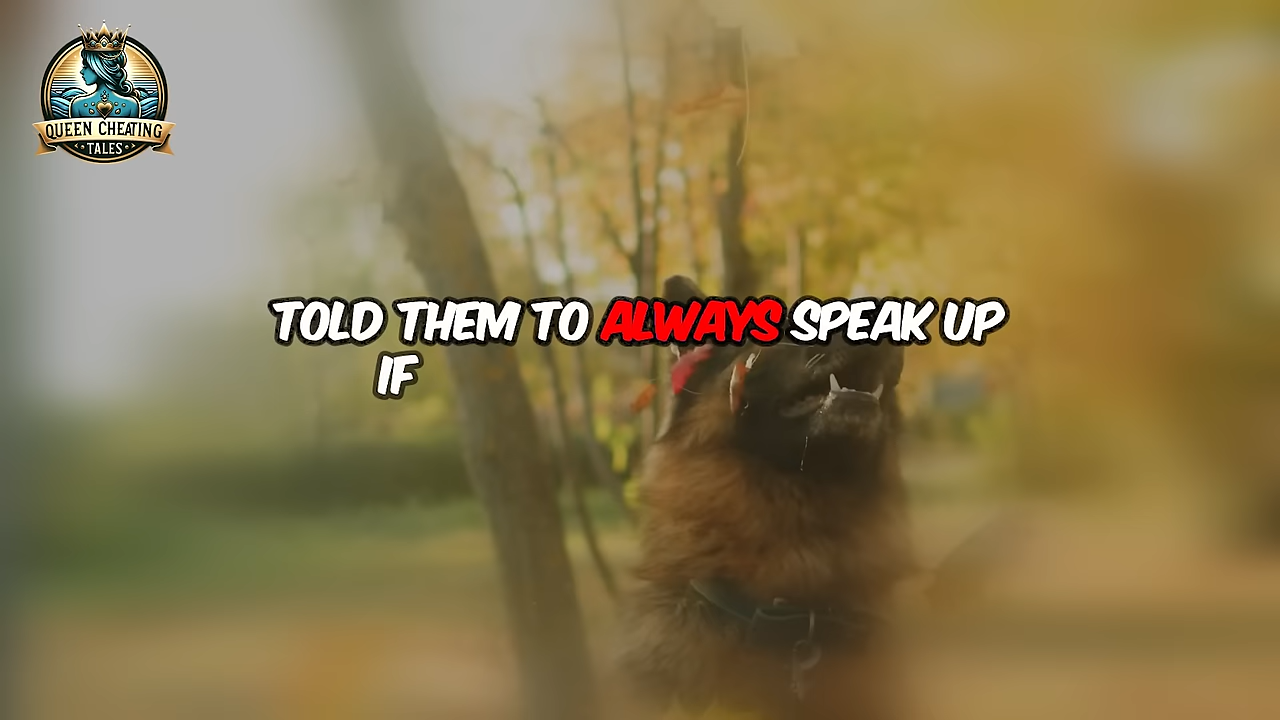 QUEEN CHEATING
TALES
TOLD THEM TO ALWAYS SPEAK UP
IF